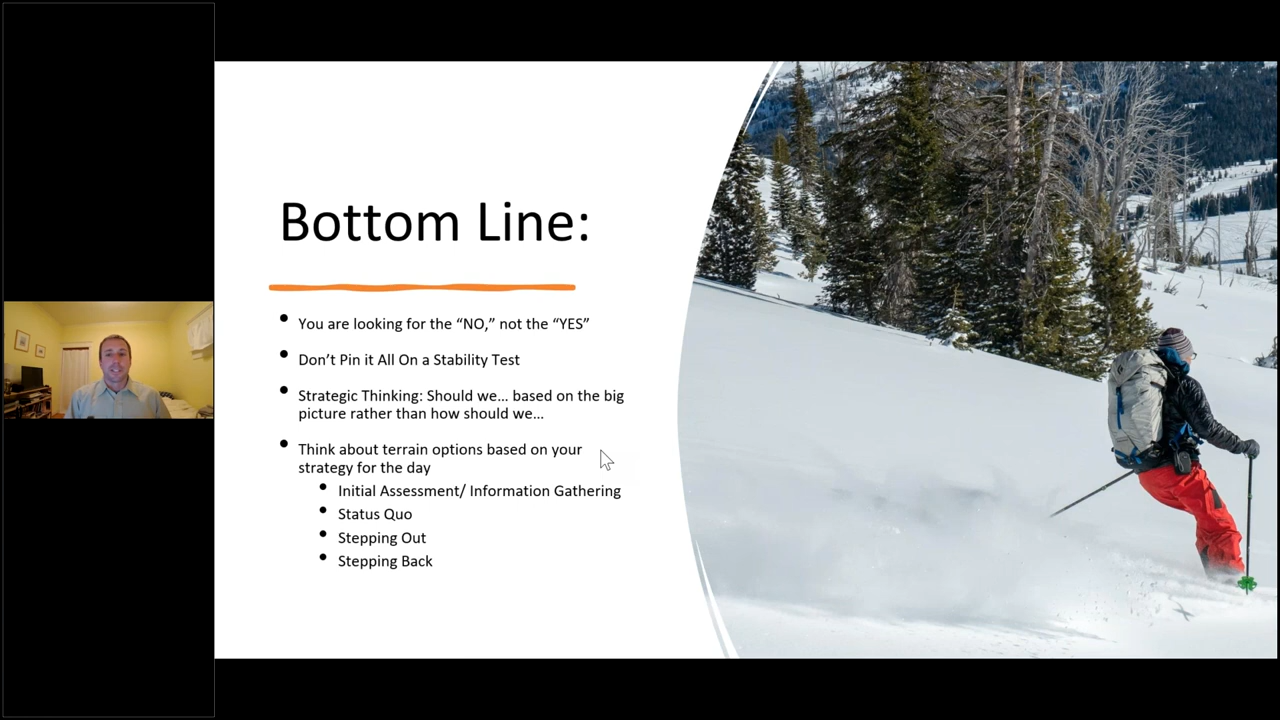 Bottom Line:
You are looking for the “NO,” not the “YES”
Don’t Pin it All On a Stability Test
Strategic Thinking: Should we… based on the big
picture rather than how should we…
Think about terrain options based on your
strategy for the day
Initial Assessment/ Information Gathering
Status Quo
Stepping Out
Stepping Back